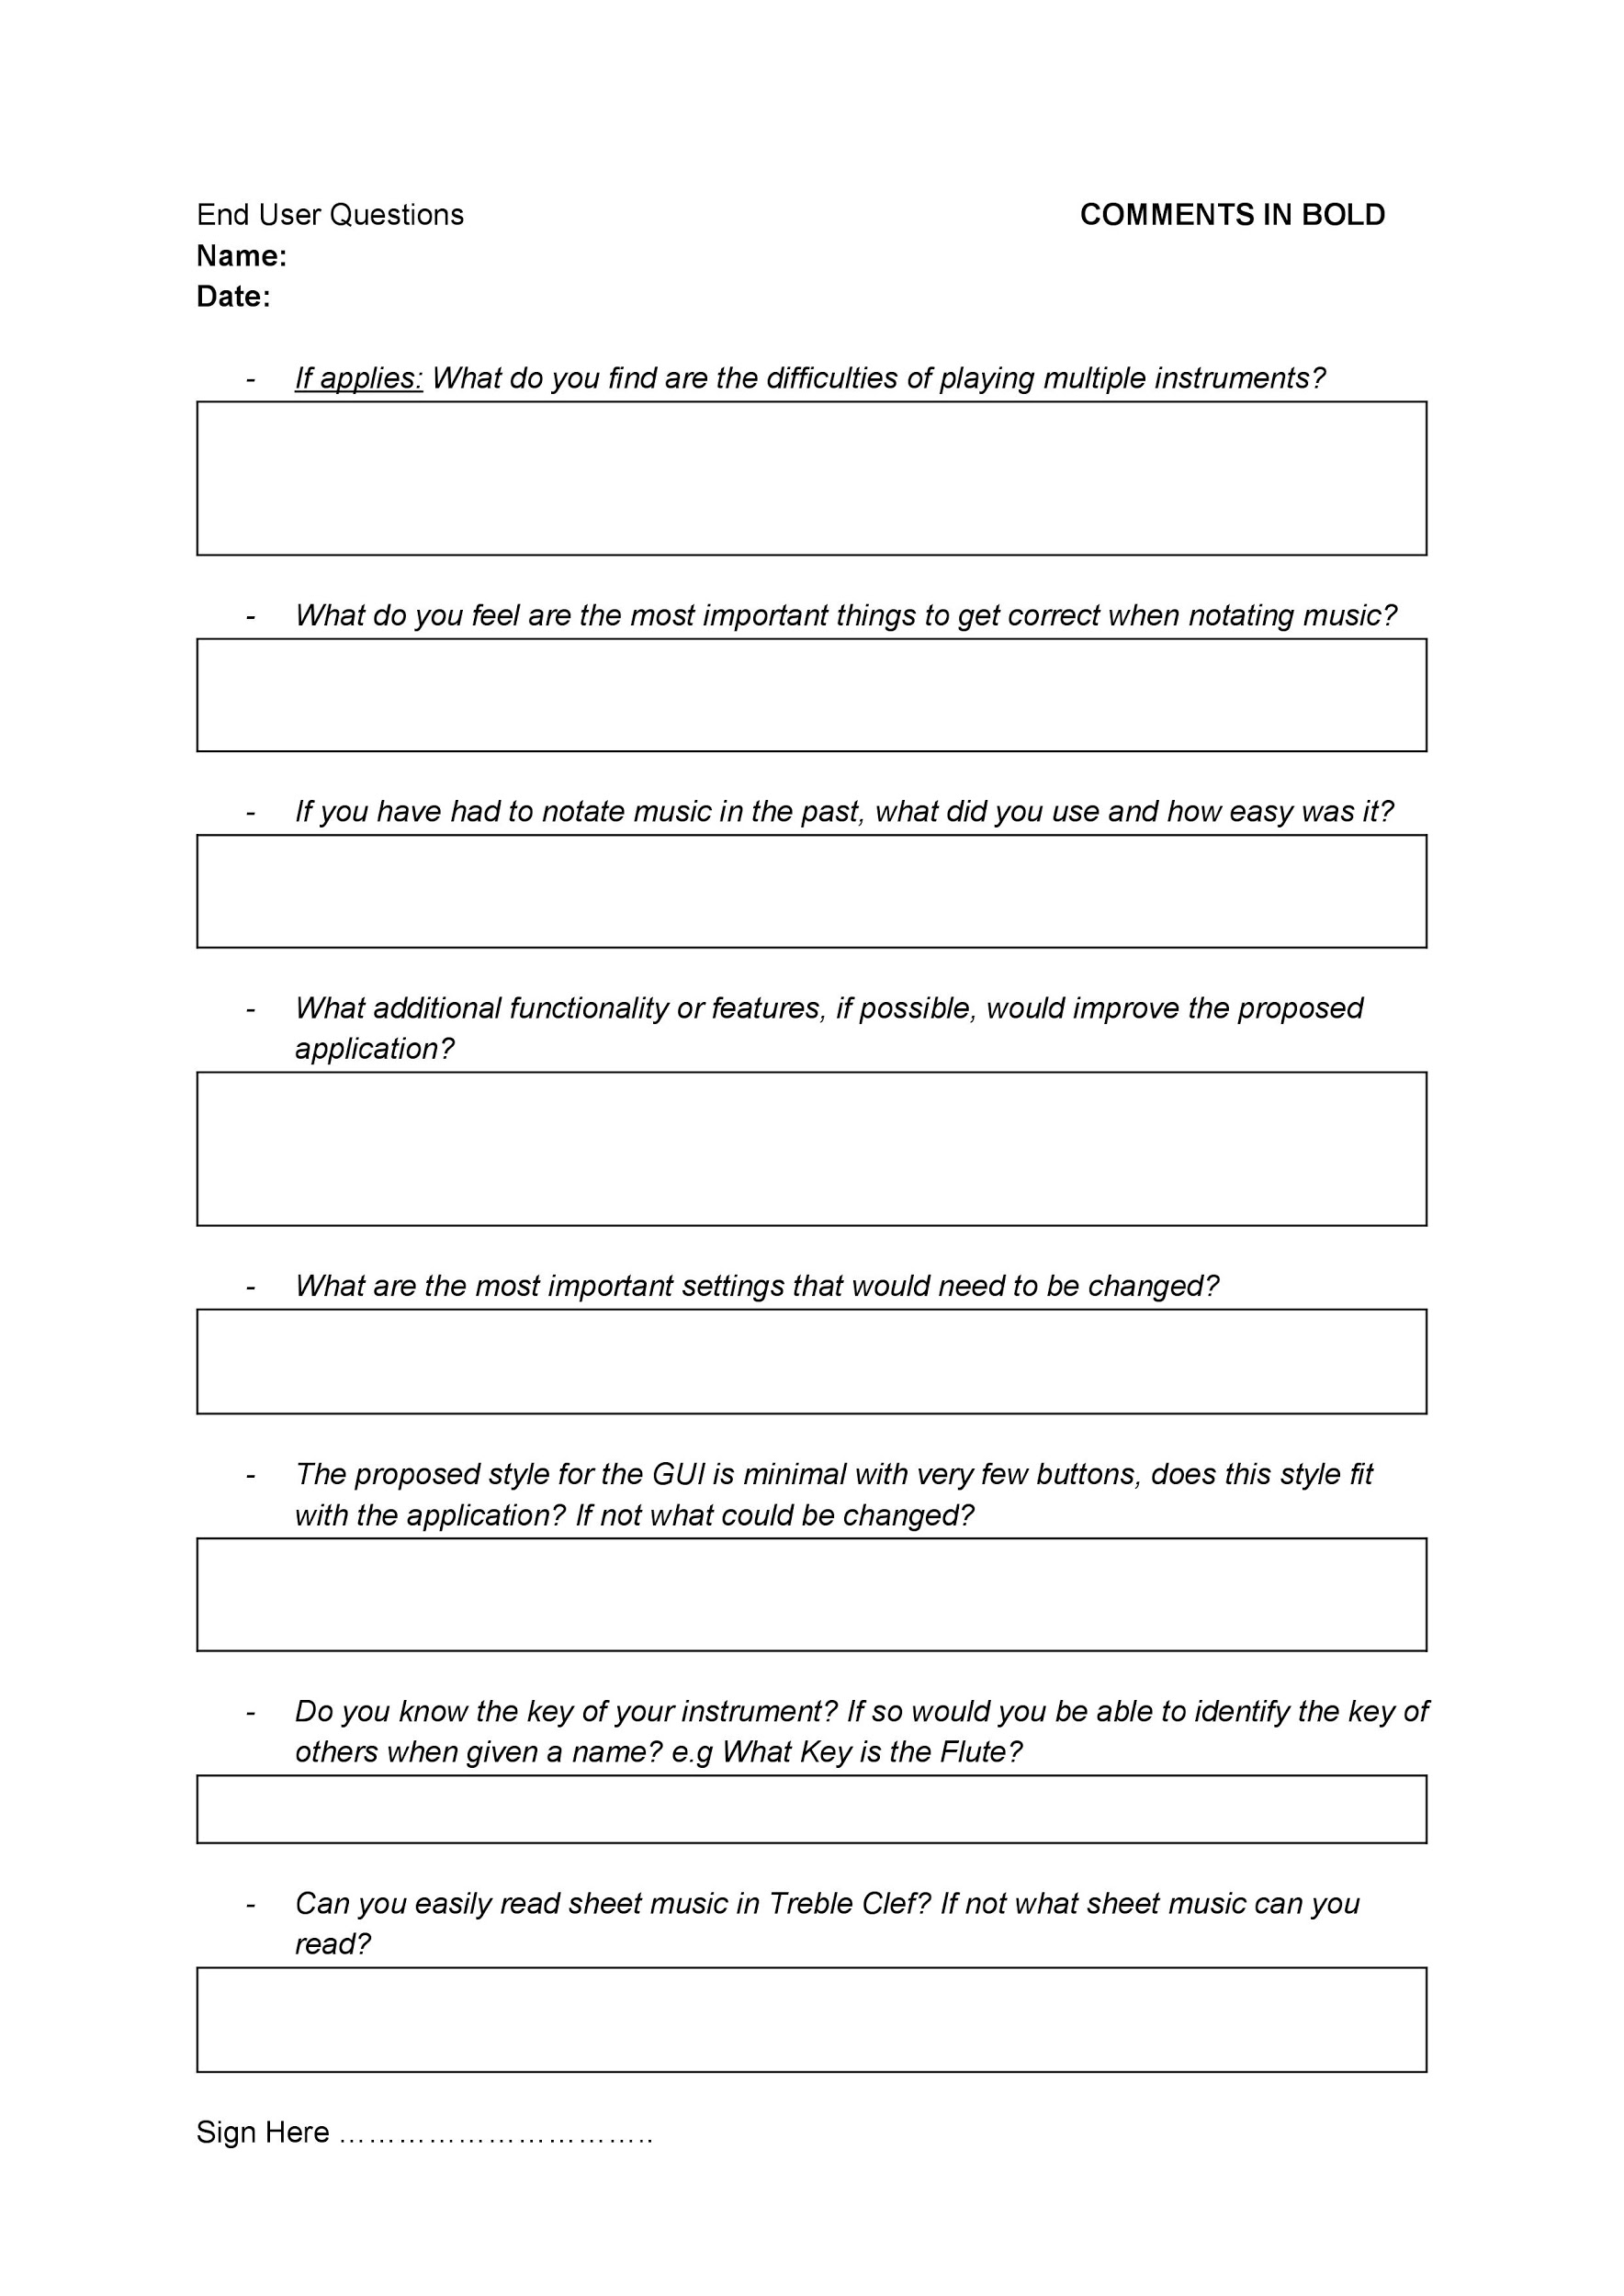 End User Questions COMMENTS IN BOLD
Name:
Date:
- If applies: What do you find are the difficulties of playing multiple instruments?
- What do you feel are the most important things to get correct when notating music?
- If you have had to notate music in the past, what did you use and how easy was it?
- What additional functionality or features, if possible, would improve the proposed
application?
- What are the most important settings that would need to be changed?
- The proposed style for the GUI is minimal with very few buttons, does this style fit
with the application? If not what could be changed?
- Do you know the key of your instrument? If so would you be able to identify the key of
others when given a name? e.g What Key is the Flute?
- Can you easily read sheet music in Treble Clef? If not what sheet music can you
read?
Sign Here …………………………..